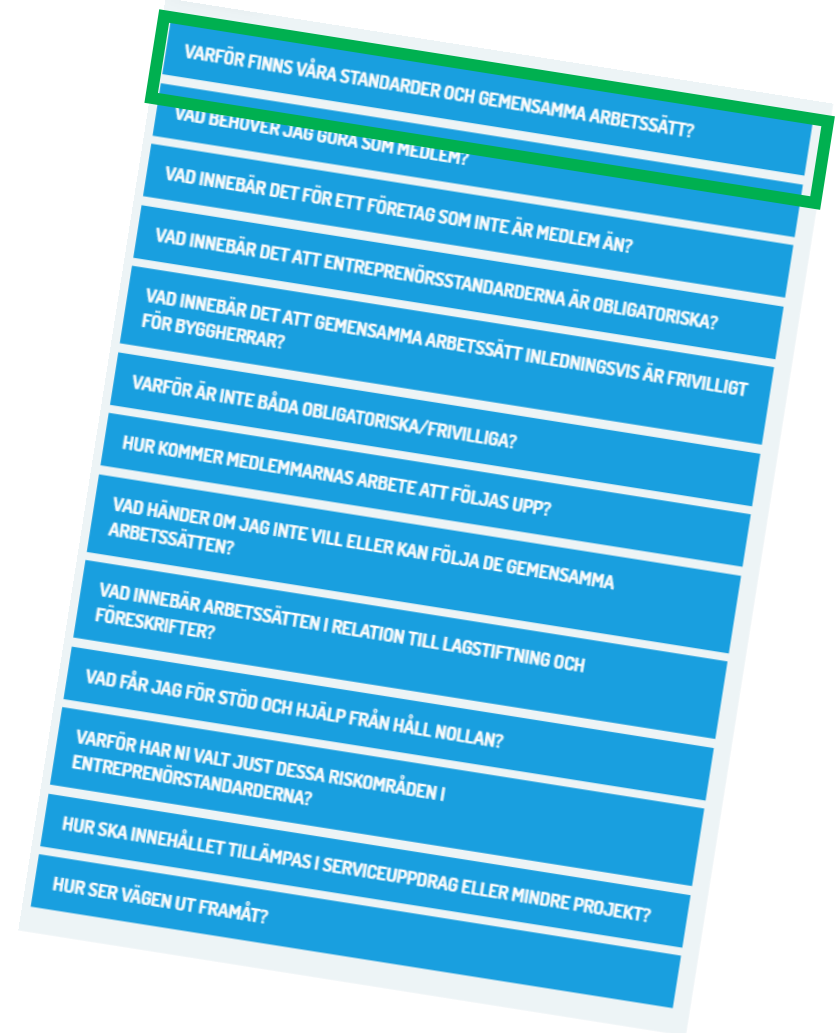 VARFÖR FINNS VÅRA STANDARDER OCH GEMENSAMMA ARBETSSÄTT?
VAD BEHÖVER JAG GÖRA SOM MEDLEM?
VAD INNEBÄR DET FÖR ETT FÖRETAG SOM INTE ÄR MEDLEM ÄN?
VAD INNEBÄR DET ATT ENTREPRENÖRSSTANDARDERNA ÄR OBLIGATORISKA?
VAD INNEBÄR DET ATT GEMENSAMMA ARBETSSÄTT INLEDNINGSVIS ÄR FRIVILLIGT
FÖR BYGGHERRAR?
VARFÖR ÄR INTE BÅDA OBLIGATORISKA/FRIVILLIGA?
HUR KOMMER MEDLEMMARNAS ARBETE ATT FÖLJAS UPP?
VAD HÄNDER OM JAG INTE VILL ELLER KAN FÖLJA DE GEMENSAMMA
ARBETSSÄTTEN?
VAD INNEBÄR ARBETSSÄTTEN I RELATION TILL LAGSTIFTNING OCH
FÖRESKRIFTER?
VAD FÅR JAG FÖR STÖD OCH HJÄLP FRÅN HÅLL NOLLAN?
VARFÖR HAR NI VALT JUST DESSA RISKOMRÅDEN I
ENTREPRENÖRSTANDARDERNA?
HUR SKA INNEHÅLLET TILLÄMPAS I SERVICEUPPDRAG ELLER MINDRE PROJEKT?
HUR SER VÄGEN UT FRAMÅT?